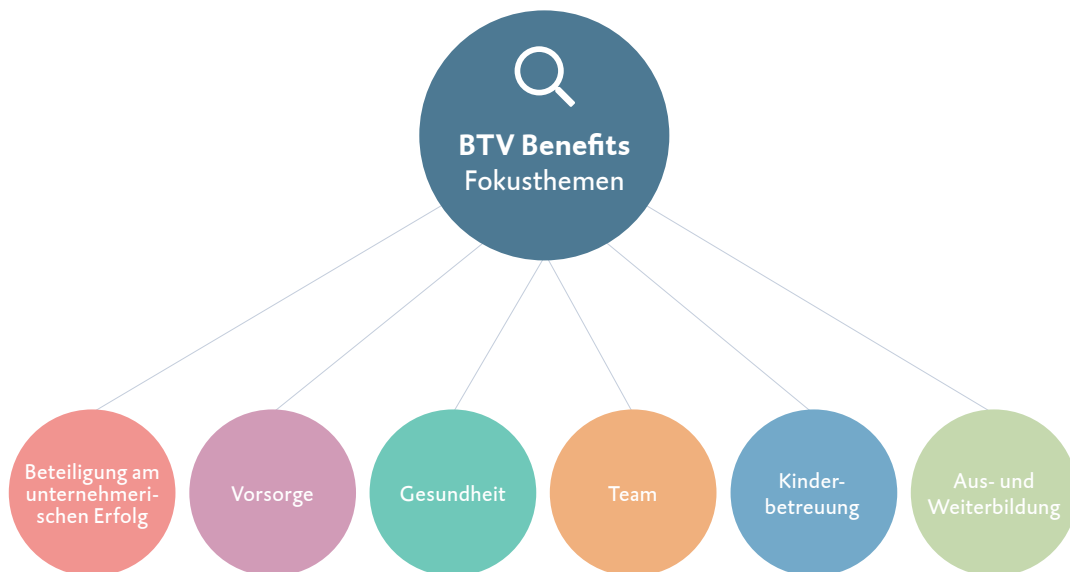 BTV Benefits
Fokusthemen
Beteiligung am
unternehmeri-
schen Erfolg
Vorsorge
Gesundheit
Team
Kinder-
betreuung
Aus- und
Weiterbildung